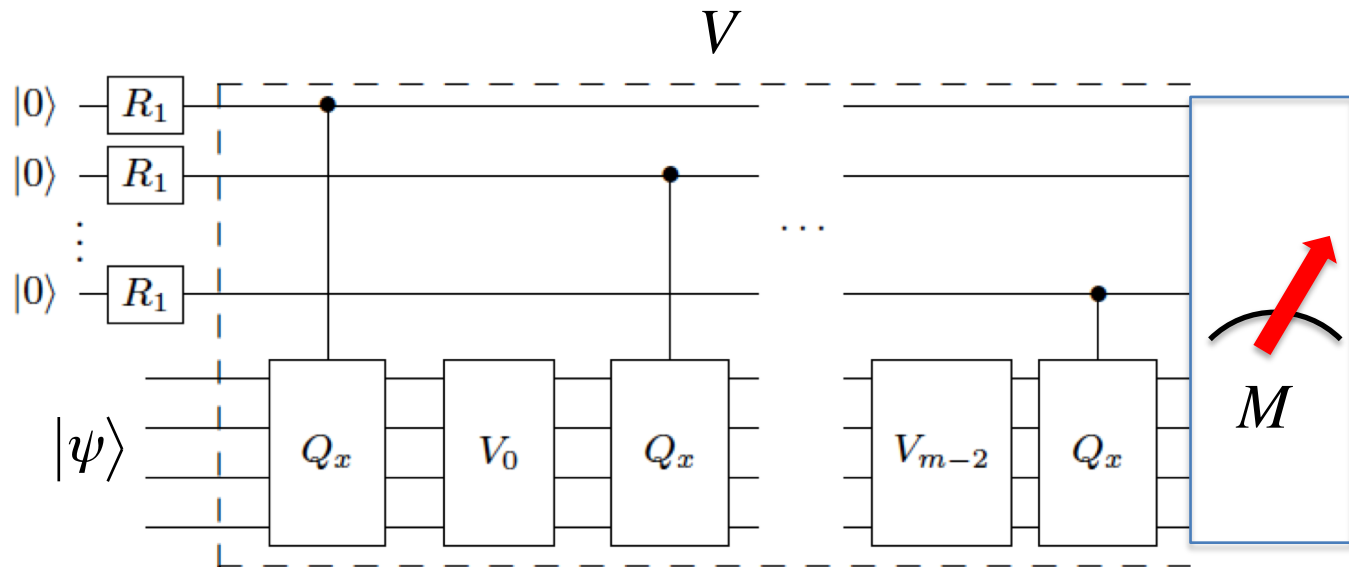 V
|0⟩ R₁
|0⟩ R₁
⋮ ⋯
|0⟩ R₁
|ψ⟩ Qₓ V₀ Qₓ Vₘ₋₂ Qₓ M